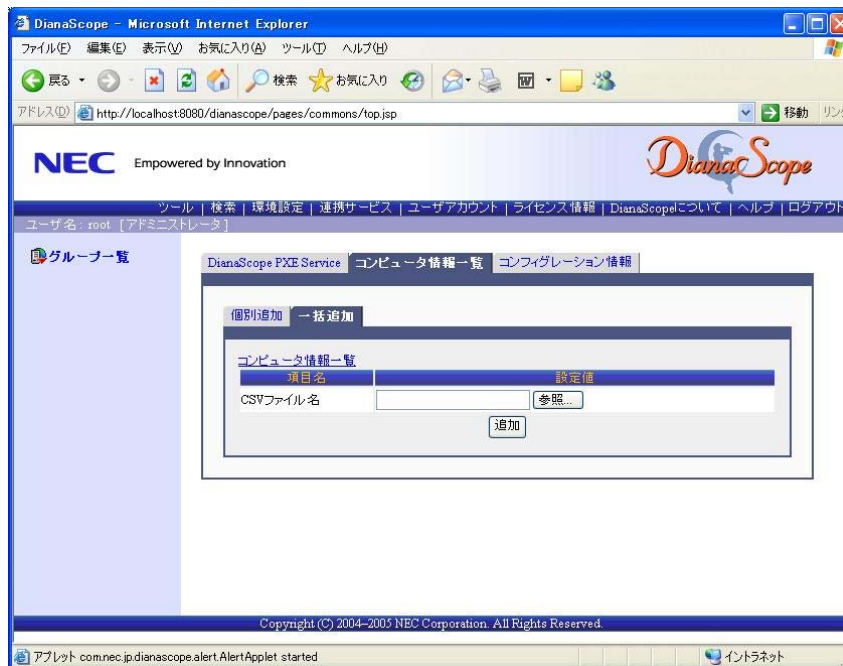 DianaScope - Microsoft Internet Explorer
ファイル(F) 編集(E) 表示(V) お気に入り(A) ツール(T) ヘルプ(H)
戻る 検索 お気に入り
アドレス(D) http://localhost:8080/dianascope/pages/commons/top.jsp 移動 リンク
NEC Empowered by Innovation DianaScope
ツール | 検索 | 環境設定 | 連携サービス | ユーザアカウント | ライセンス情報 | DianaScopeについて | ヘルプ | ログアウト
ユーザ名 : root [アドミニストレータ]
グループ一覧
DianaScope PXE Service コンピュータ情報一覧 コンフィグレーション情報
個別追加 一括追加
コンピュータ情報一覧
項目名 設定値
CSVファイル名 参照...
追加
Copyright (C) 2004-2005 NEC Corporation. All Rights Reserved.
アプレット com.nec.jp.dianascope.alert.AlertApplet started イントラネット